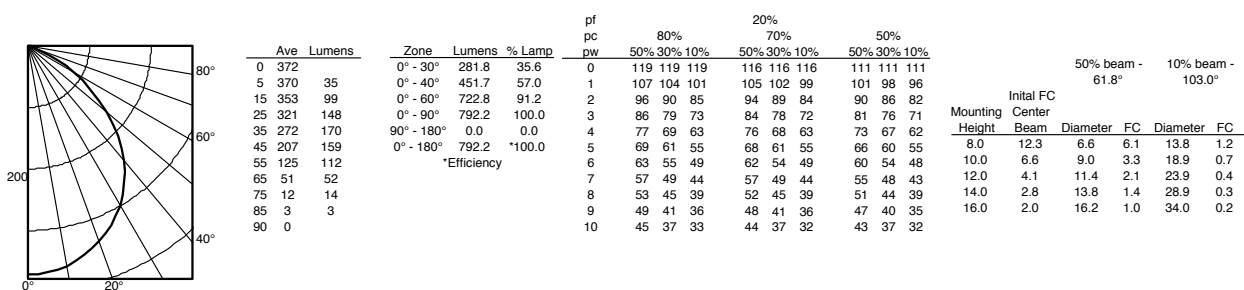 80°
60°
40°
200
0° 20°
Ave Lumens
0 372
5 370 35
15 353 99
25 321 148
35 272 170
45 207 159
55 125 112
65 51 52
75 12 14
85 3 3
90 0
Zone Lumens % Lamp
0° - 30° 281.8 35.6
0° - 40° 451.7 57.0
0° - 60° 722.8 91.2
0° - 90° 792.2 100.0
90° - 180° 0.0 0.0
0° - 180° 792.2 *100.0
*Efficiency
pf 20%
pc 80% 70% 50%
pw 50% 30% 10% 50% 30% 10% 50% 30% 10%
0 119 119 119 116 116 116 111 111 111
1 107 104 101 105 102 99 101 98 96
2 96 90 85 94 89 84 90 86 82
3 86 79 73 84 78 72 81 76 71
4 77 69 63 76 68 63 73 67 62
5 69 61 55 68 61 55 66 60 55
6 63 55 49 62 54 49 60 54 48
7 57 49 44 57 49 44 55 48 43
8 53 45 39 52 45 39 51 44 39
9 49 41 36 48 41 36 47 40 35
10 45 37 33 44 37 32 43 37 32
50% beam - 10% beam -
61.8° 103.0°
Inital FC
Mounting Center
Height Beam Diameter FC Diameter FC
8.0 12.3 6.6 6.1 13.8 1.2
10.0 6.6 9.0 3.3 18.9 0.7
12.0 4.1 11.4 2.1 23.9 0.4
14.0 2.8 13.8 1.4 28.9 0.3
16.0 2.0 16.2 1.0 34.0 0.2